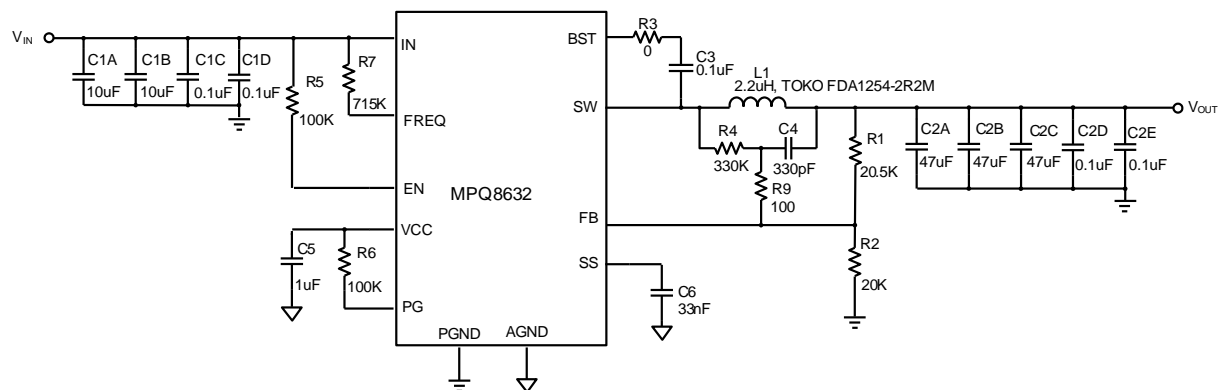 VIN
C1A
10uF
C1B
10uF
C1C
0.1uF
C1D
0.1uF
R5
100K
R7
715K
IN
FREQ
EN
VCC
PG
C5
1uF
R6
100K
MPQ8632
PGND
AGND
BST
SW
FB
SS
R3
0
C3
0.1uF
L1
2.2uH, TOKO FDA1254-2R2M
R4
330K
C4
330pF
R9
100
R1
20.5K
R2
20K
C6
33nF
C2A
47uF
C2B
47uF
C2C
47uF
C2D
0.1uF
C2E
0.1uF
VOUT